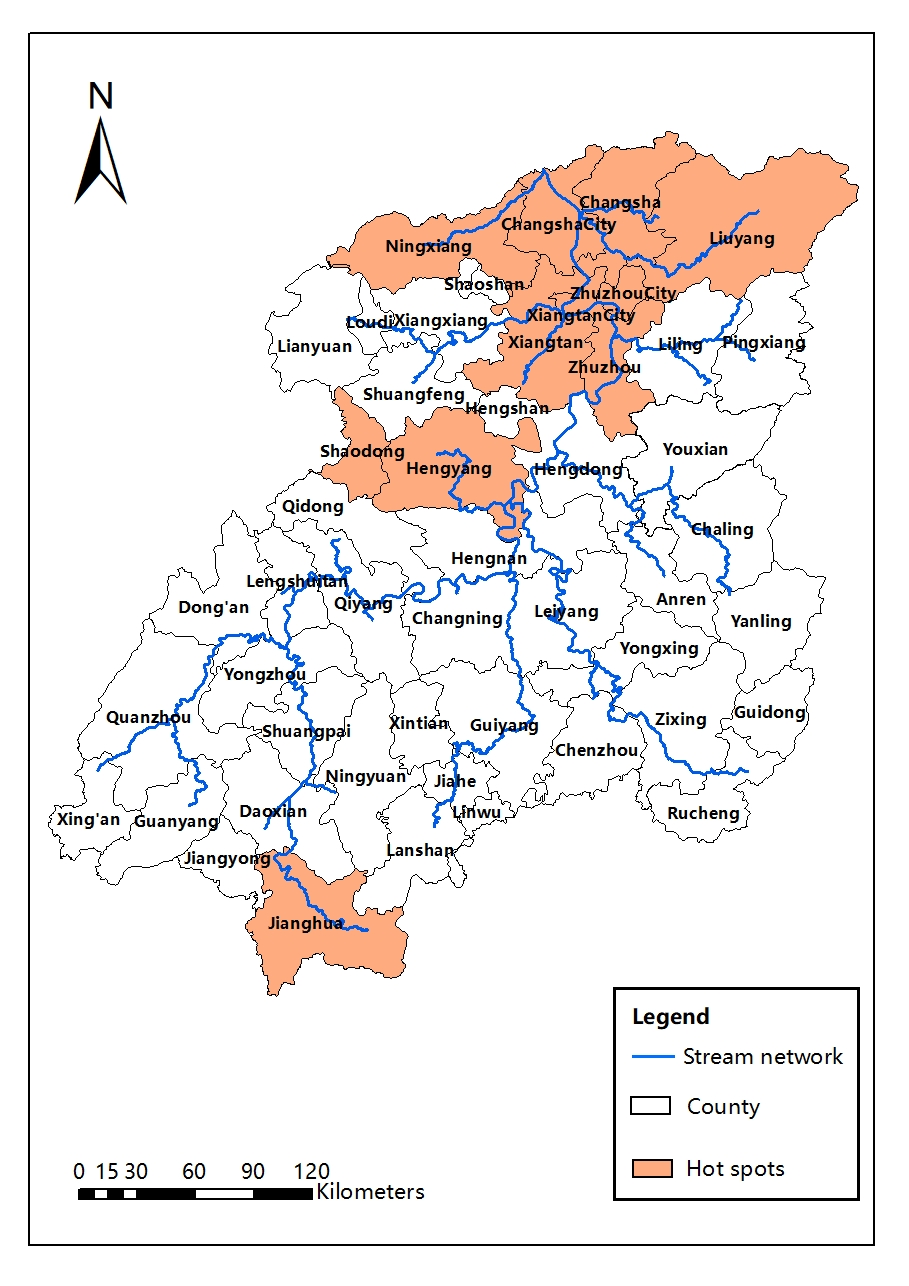 N
Changsha
ChangshaCity
Liuyang
Ningxiang
Shaoshan
ZhuzhouCity
XiangtanCity
Loudi
Xiangxiang
Lianyuan
Xiangtan
Liling
Pingxiang
Zhuzhou
Shuangfeng
Hengshan
Shaodong
Youxian
Hengyang
Hengdong
Qidong
Chaling
Hengnan
Lengshuitan
Dong'an
Qiyang
Changning
Leiyang
Anren
Yanling
Yongxing
Yongzhou
Quanzhou
Shuangpai
Xintian
Guiyang
Zixing
Guidong
Chenzhou
Ningyuan
Jiahe
Xing'an
Guanyang
Daoxian
Linwu
Rucheng
Jiangyong
Lanshan
Jianghua
Legend
Stream network
County
Hot spots
0 15 30 60 90 120
Kilometers